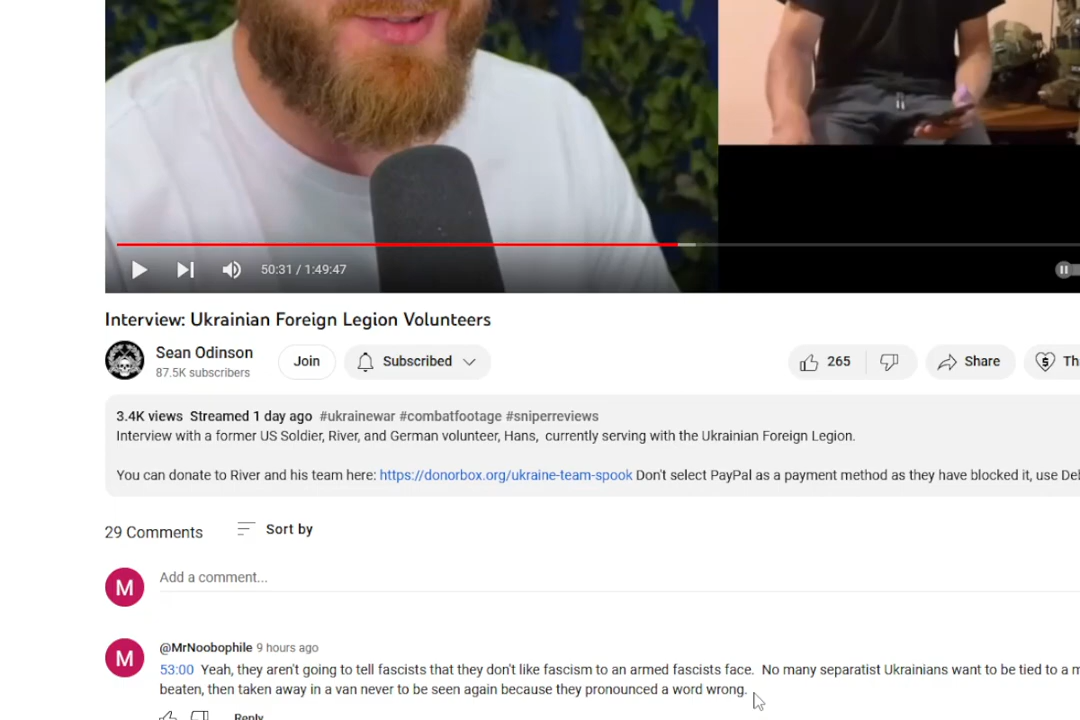 50:31 / 1:49:47
Interview: Ukrainian Foreign Legion Volunteers
Sean Odinson
87.5K subscribers
Join
Subscribed
265
Share
3.4K views Streamed 1 day ago #ukrainewar #combatfootage #sniperreviews
Interview with a former US Soldier, River, and German volunteer, Hans, currently serving with the Ukrainian Foreign Legion.
You can donate to River and his team here: https://donorbox.org/ukraine-team-spook Don't select PayPal as a payment method as they have blocked it, use
29 Comments
Sort by
M
Add a comment...
M
@MrNoobophile 9 hours ago
53:00 Yeah, they aren't going to tell fascists that they don't like fascism to an armed fascists face. No many separatist Ukrainians want to be tied to a
beaten, then taken away in a van never to be seen again because they pronounced a word wrong.
Reply